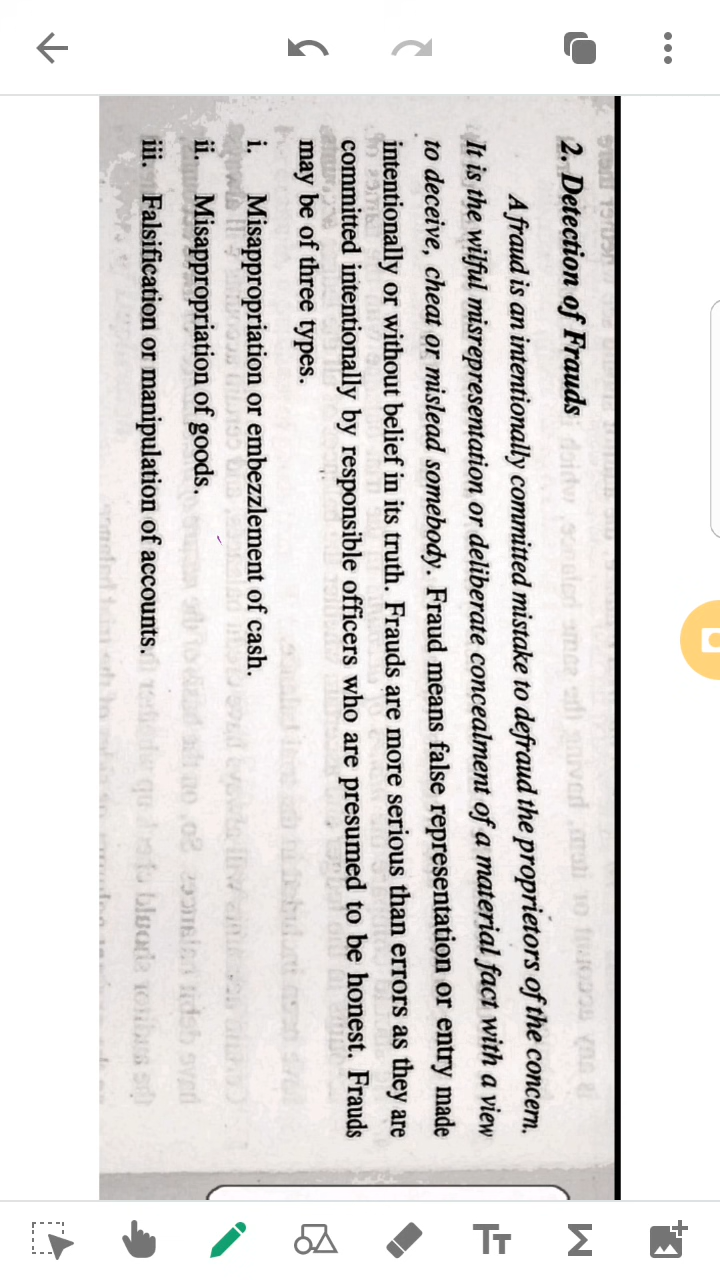 2. Detection of Frauds
A fraud is an intentionally committed mistake to defraud the proprietors of the concern.
It is the wilful misrepresentation or deliberate concealment of a material fact with a view
to deceive, cheat or mislead somebody. Fraud means false representation or entry made
intentionally or without belief in its truth. Frauds are more serious than errors as they are
committed intentionally by responsible officers who are presumed to be honest. Frauds
may be of three types.
i. Misappropriation or embezzlement of cash.
ii. Misappropriation of goods.
iii. Falsification or manipulation of accounts.